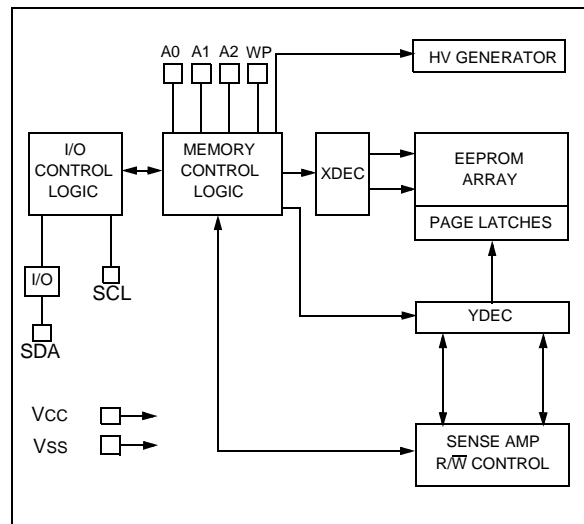 A0 A1 A2 WP
HV GENERATOR
I/O
CONTROL
LOGIC
MEMORY
CONTROL
LOGIC
XDEC
EEPROM
ARRAY
PAGE LATCHES
I/O
SCL
SDA
YDEC
VCC
VSS
SENSE AMP
R/W̅ CONTROL